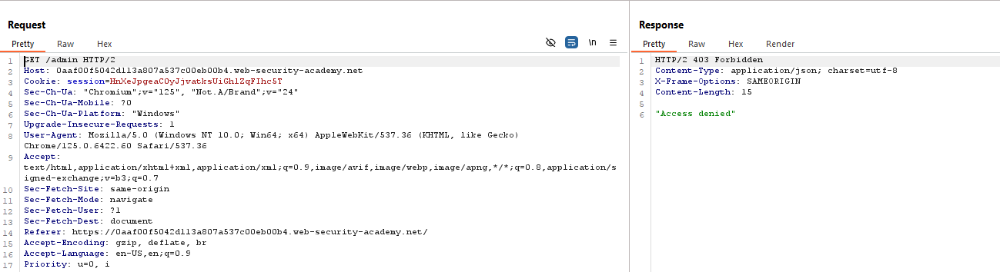 Request
Pretty Raw Hex
\n
1 GET /admin HTTP/2
2 Host: 0aaf00f5042d113a807a537c00eb00b4.web-security-academy.net
3 Cookie: session=HnXeJpgeaC0yJjvatksUiGhlZqFIhc5T
4 Sec-Ch-Ua: "Chromium";v="125", "Not.A/Brand";v="24"
5 Sec-Ch-Ua-Mobile: ?0
6 Sec-Ch-Ua-Platform: "Windows"
7 Upgrade-Insecure-Requests: 1
8 User-Agent: Mozilla/5.0 (Windows NT 10.0; Win64; x64) AppleWebKit/537.36 (KHTML, like Gecko)
Chrome/125.0.6422.60 Safari/537.36
9 Accept:
text/html,application/xhtml+xml,application/xml;q=0.9,image/avif,image/webp,image/apng,*/*;q=0.8,application/s
igned-exchange;v=b3;q=0.7
10 Sec-Fetch-Site: same-origin
11 Sec-Fetch-Mode: navigate
12 Sec-Fetch-User: ?1
13 Sec-Fetch-Dest: document
14 Referer: https://0aaf00f5042d113a807a537c00eb00b4.web-security-academy.net/
15 Accept-Encoding: gzip, deflate, br
16 Accept-Language: en-US,en;q=0.9
17 Priority: u=0, i
Response
Pretty Raw Hex Render
1 HTTP/2 403 Forbidden
2 Content-Type: application/json; charset=utf-8
3 X-Frame-Options: SAMEORIGIN
4 Content-Length: 15
5
6 "Access denied"